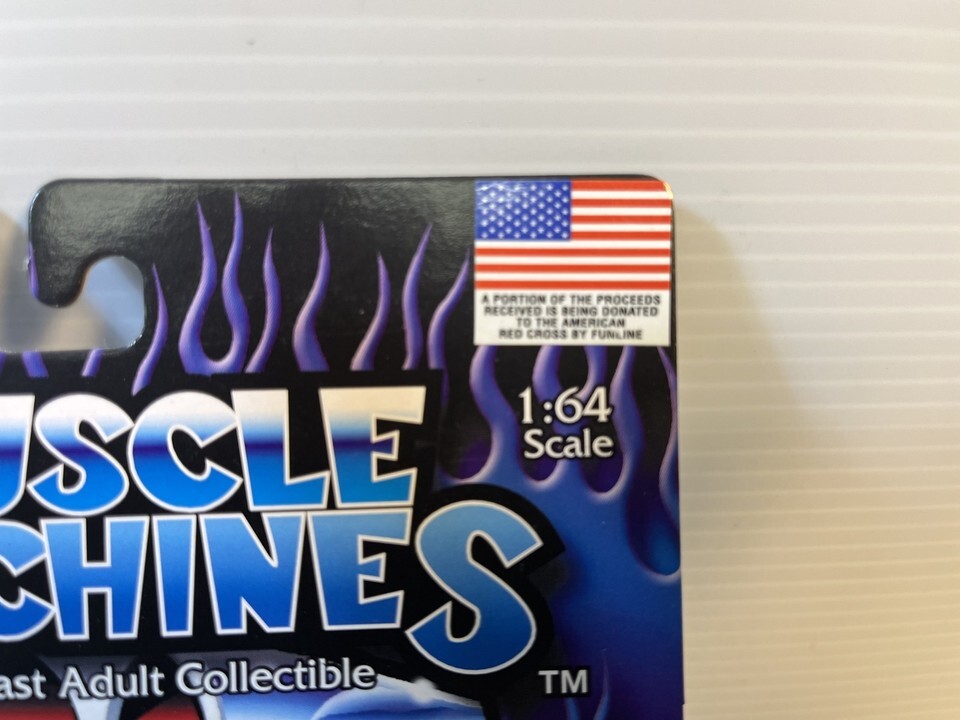 A PORTION OF THE PROCEEDS
RECEIVED IS BEING DONATED
TO THE AMERICAN
RED CROSS BY FUNLINE
1:64
Scale
USCLE
CHINES
ast Adult Collectible
TM